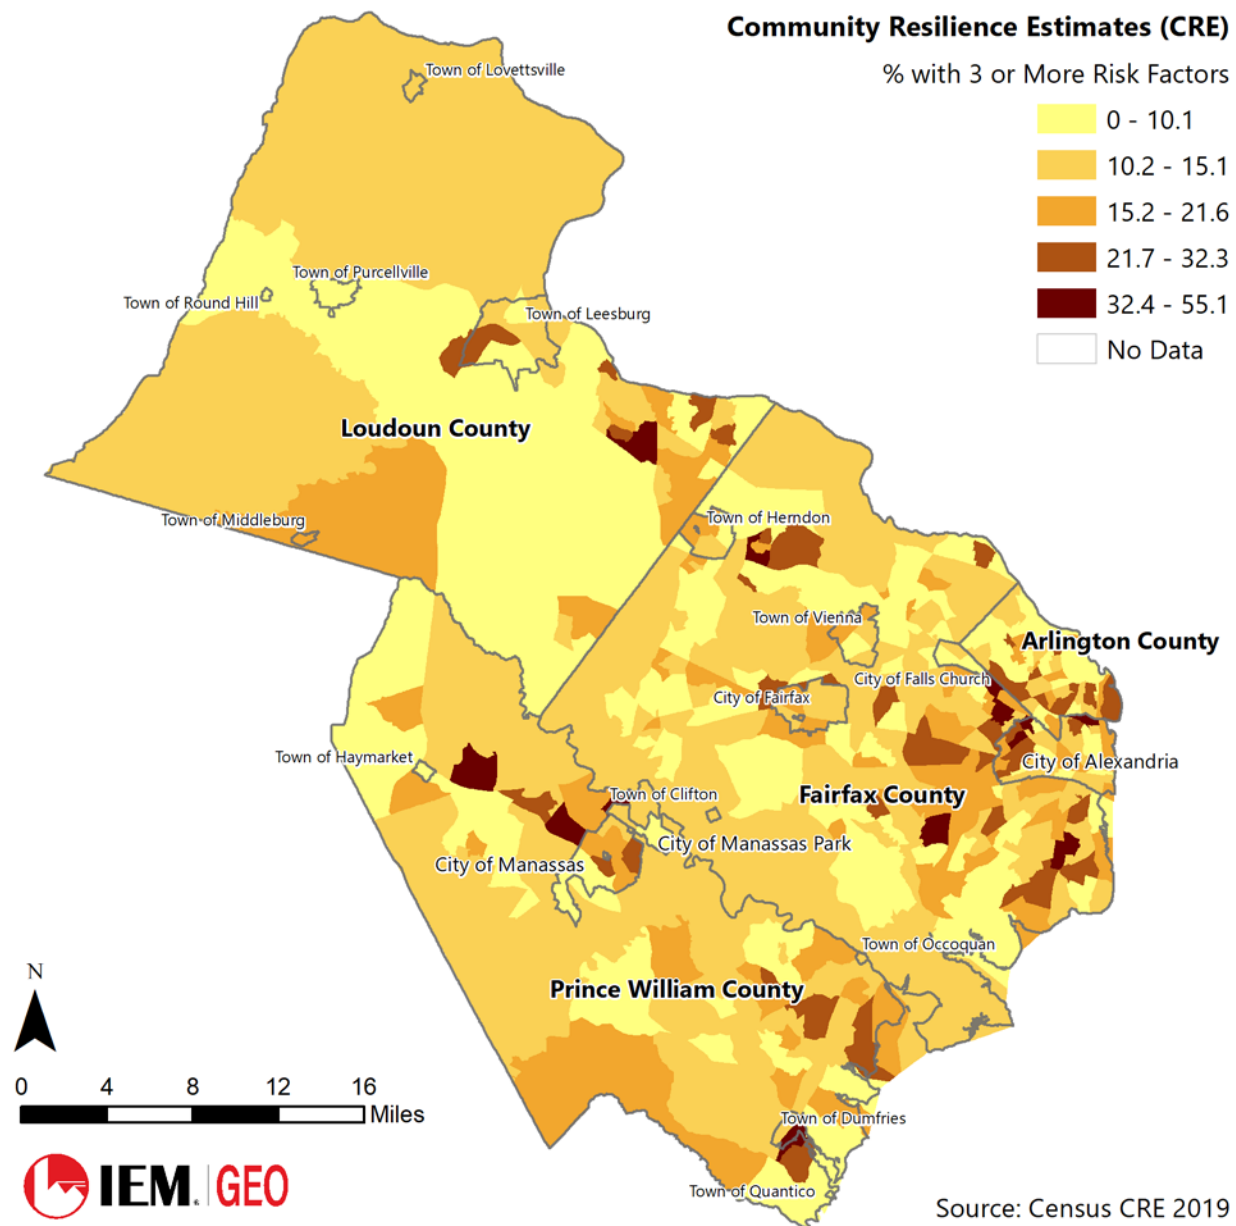 Community Resilience Estimates (CRE)
% with 3 or More Risk Factors
0 - 10.1
10.2 - 15.1
15.2 - 21.6
21.7 - 32.3
32.4 - 55.1
No Data
Town of Lovettsville
Town of Purcellville
Town of Round Hill
Town of Leesburg
Loudoun County
Town of Middleburg
Town of Herndon
Town of Vienna
Arlington County
City of Falls Church
City of Fairfax
Town of Haymarket
City of Alexandria
Town of Clifton
Fairfax County
City of Manassas Park
City of Manassas
Town of Occoquan
Prince William County
Town of Dumfries
Town of Quantico
N
0 4 8 12 16
Miles
IEM GEO
Source: Census CRE 2019